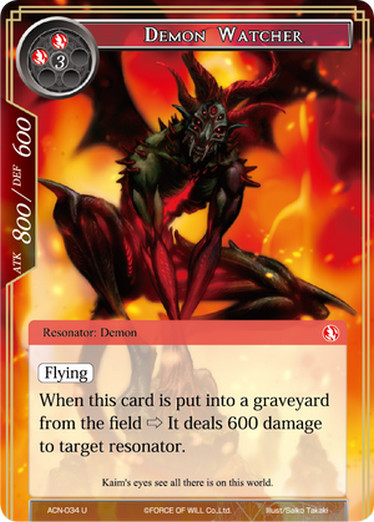 DEMON WATCHER
3
ATK 800 / DEF 600
Resonator: Demon
Flying
When this card is put into a graveyard
from the field ⇨ It deals 600 damage
to target resonator.
Kaim's eyes see all there is on this world.
ACN-034 U ©FORCE OF WILL Co.,Ltd. Illust/Saiko Takaki